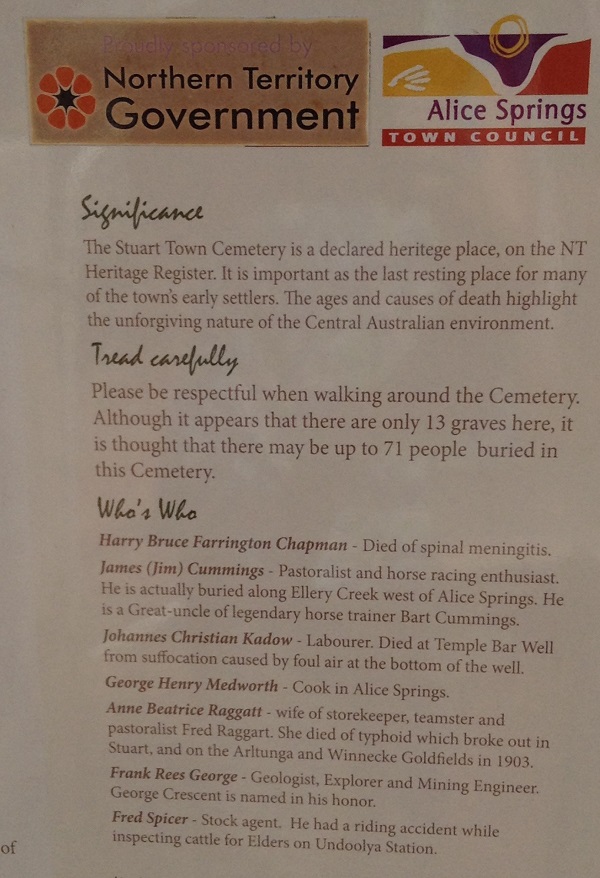 Proudly sponsored by
Northern Territory
Government
Alice Springs
TOWN COUNCIL
Significance
The Stuart Town Cemetery is a declared heritege place, on the NT
Heritage Register. It is important as the last resting place for many
of the town's early settlers. The ages and causes of death highlight
the unforgiving nature of the Central Australian environment.
Tread carefully
Please be respectful when walking around the Cemetery.
Although it appears that there are only 13 graves here, it
is thought that there may be up to 71 people buried in
this Cemetery.
Who's Who
Harry Bruce Farrington Chapman - Died of spinal meningitis.
James (Jim) Cummings - Pastoralist and horse racing enthusiast.
He is actually buried along Ellery Creek west of Alice Springs. He
is a Great-uncle of legendary horse trainer Bart Cummings.
Johannes Christian Kadow - Labourer. Died at Temple Bar Well
from suffocation caused by foul air at the bottom of the well.
George Henry Medworth - Cook in Alice Springs.
Anne Beatrice Raggatt - wife of storekeeper, teamster and
pastoralist Fred Raggart. She died of typhoid which broke out in
Stuart, and on the Arltunga and Winnecke Goldfields in 1903.
Frank Rees George - Geologist, Explorer and Mining Engineer.
George Crescent is named in his honor.
Fred Spicer - Stock agent. He had a riding accident while
inspecting cattle for Elders on Undoolya Station.
of